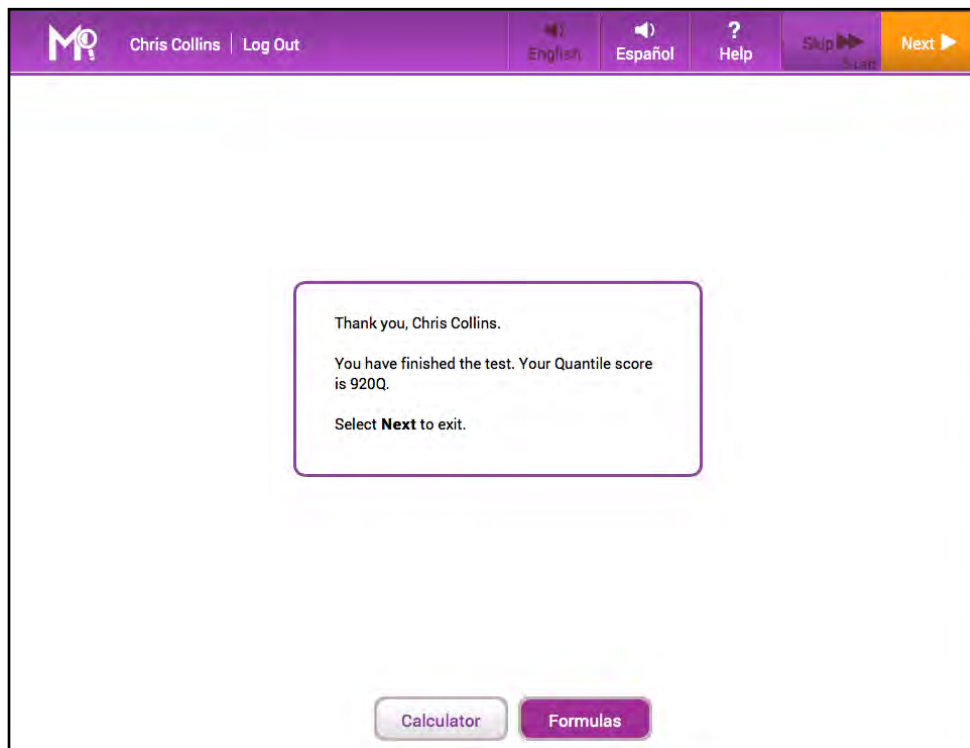 Chris Collins | Log Out
English
Español
? Help
Skip
Next
Thank you, Chris Collins.
You have finished the test. Your Quantile score
is 920Q.
Select Next to exit.
Calculator
Formulas